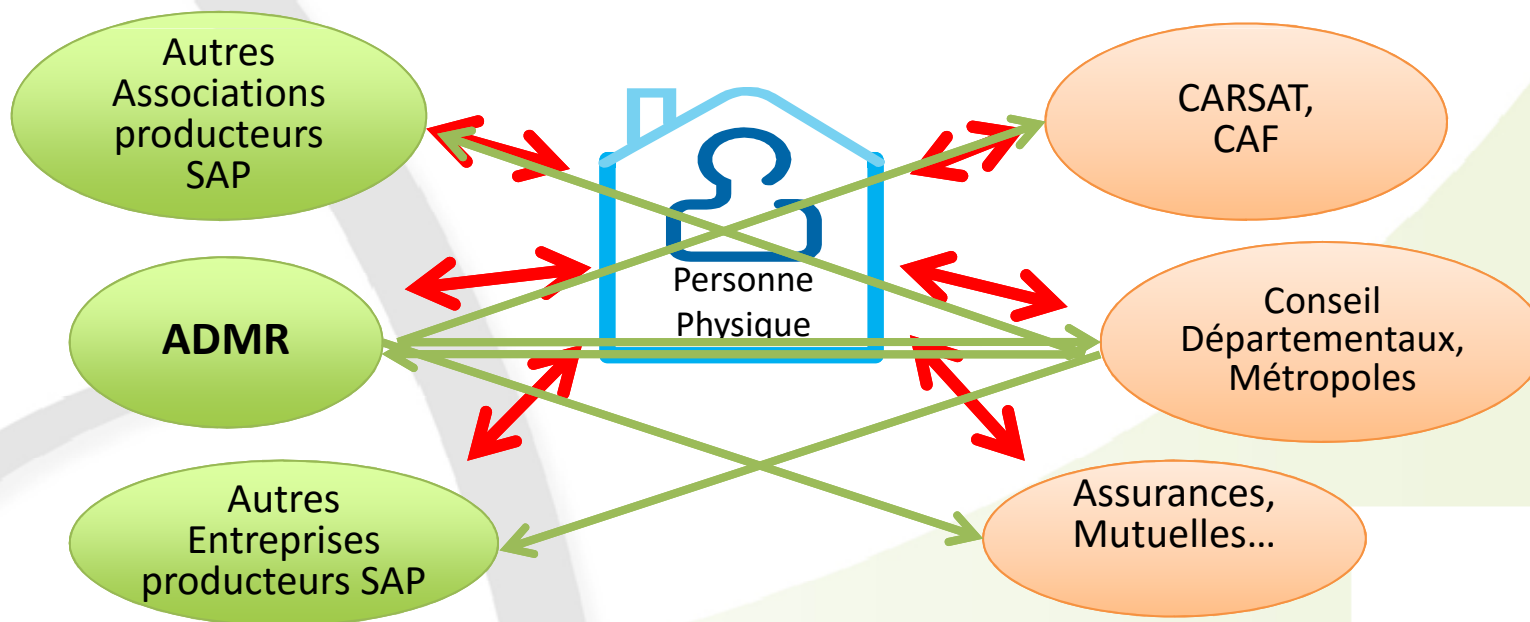 Autres
Associations
producteurs
SAP
CARSAT,
CAF
Personne
Physique
ADMR
Conseil
Départementaux,
Métropoles
Autres
Entreprises
producteurs SAP
Assurances,
Mutuelles…